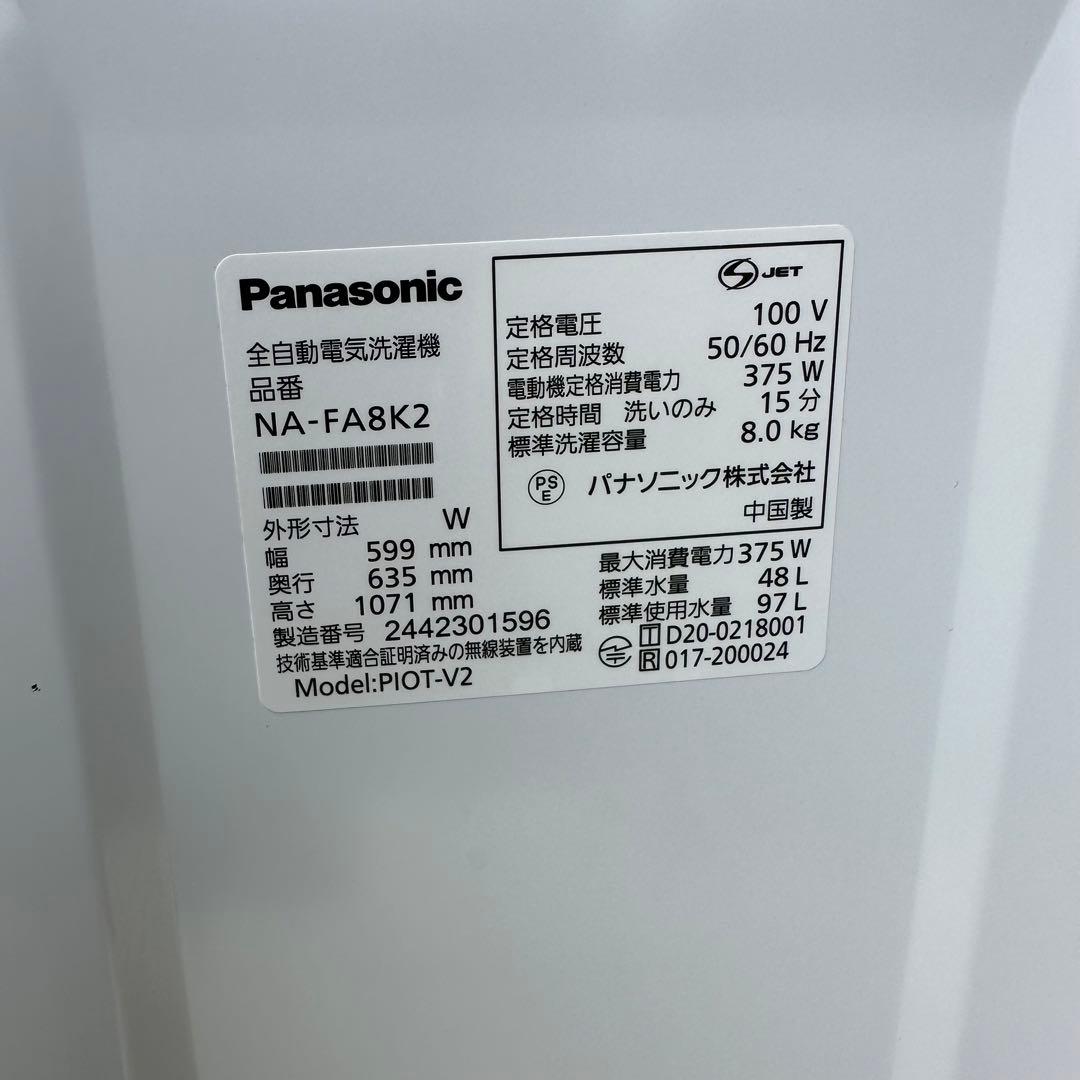 Panasonic
全自動電気洗濯機
品番
NA-FA8K2
外形寸法 W
幅 599 mm
奥行 635 mm
高さ 1071 mm
製造番号 2442301596
技術基準適合証明済みの無線装置を内蔵
Model:PIOT-V2
S JET
定格電圧 100 V
定格周波数 50/60 Hz
電動機定格消費電力 375 W
定格時間 洗いのみ 15 分
標準洗濯容量 8.0 kg
PS E パナソニック株式会社
中国製
最大消費電力 375 W
標準水量 48 L
標準使用水量 97 L
T D20-0218001
R 017-200024